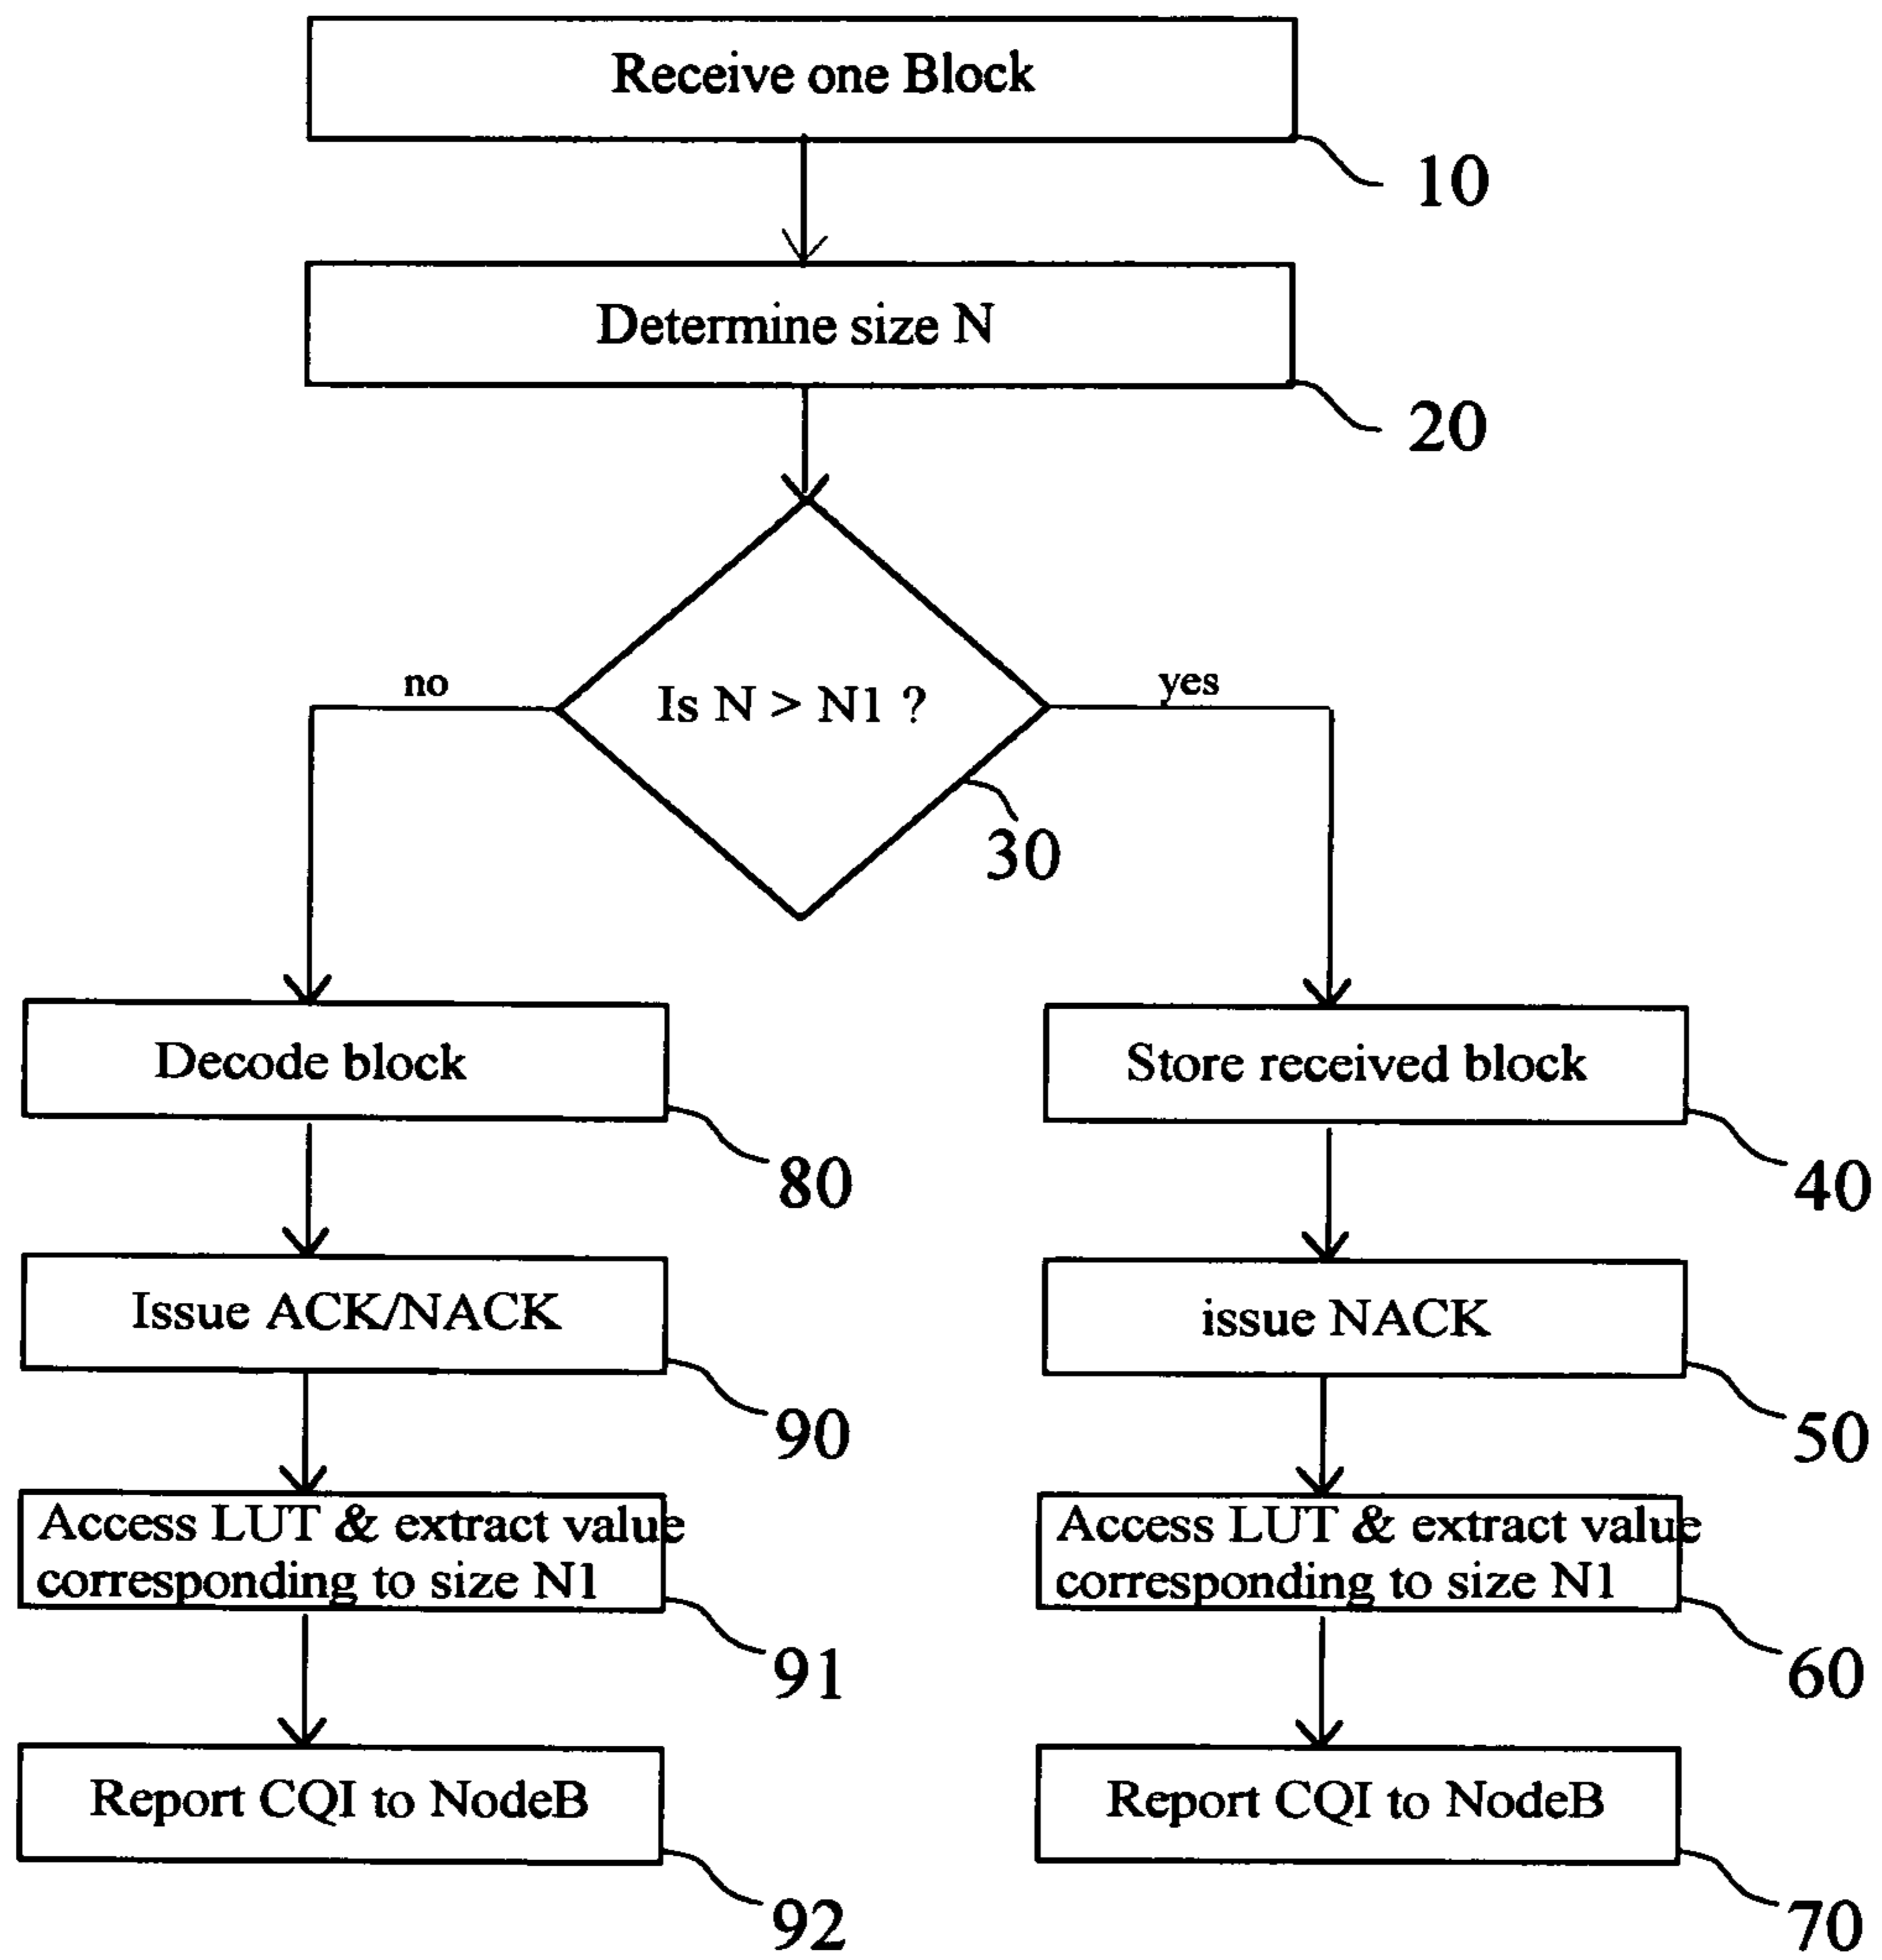 Receive one Block
10
Determine size N
20
Is N > N1 ?
no
yes
30
Decode block
80
Store received block
40
Issue ACK/NACK
90
issue NACK
50
Access LUT & extract value
corresponding to size N1
91
Access LUT & extract value
corresponding to size N1
60
Report CQI to NodeB
92
Report CQI to NodeB
70